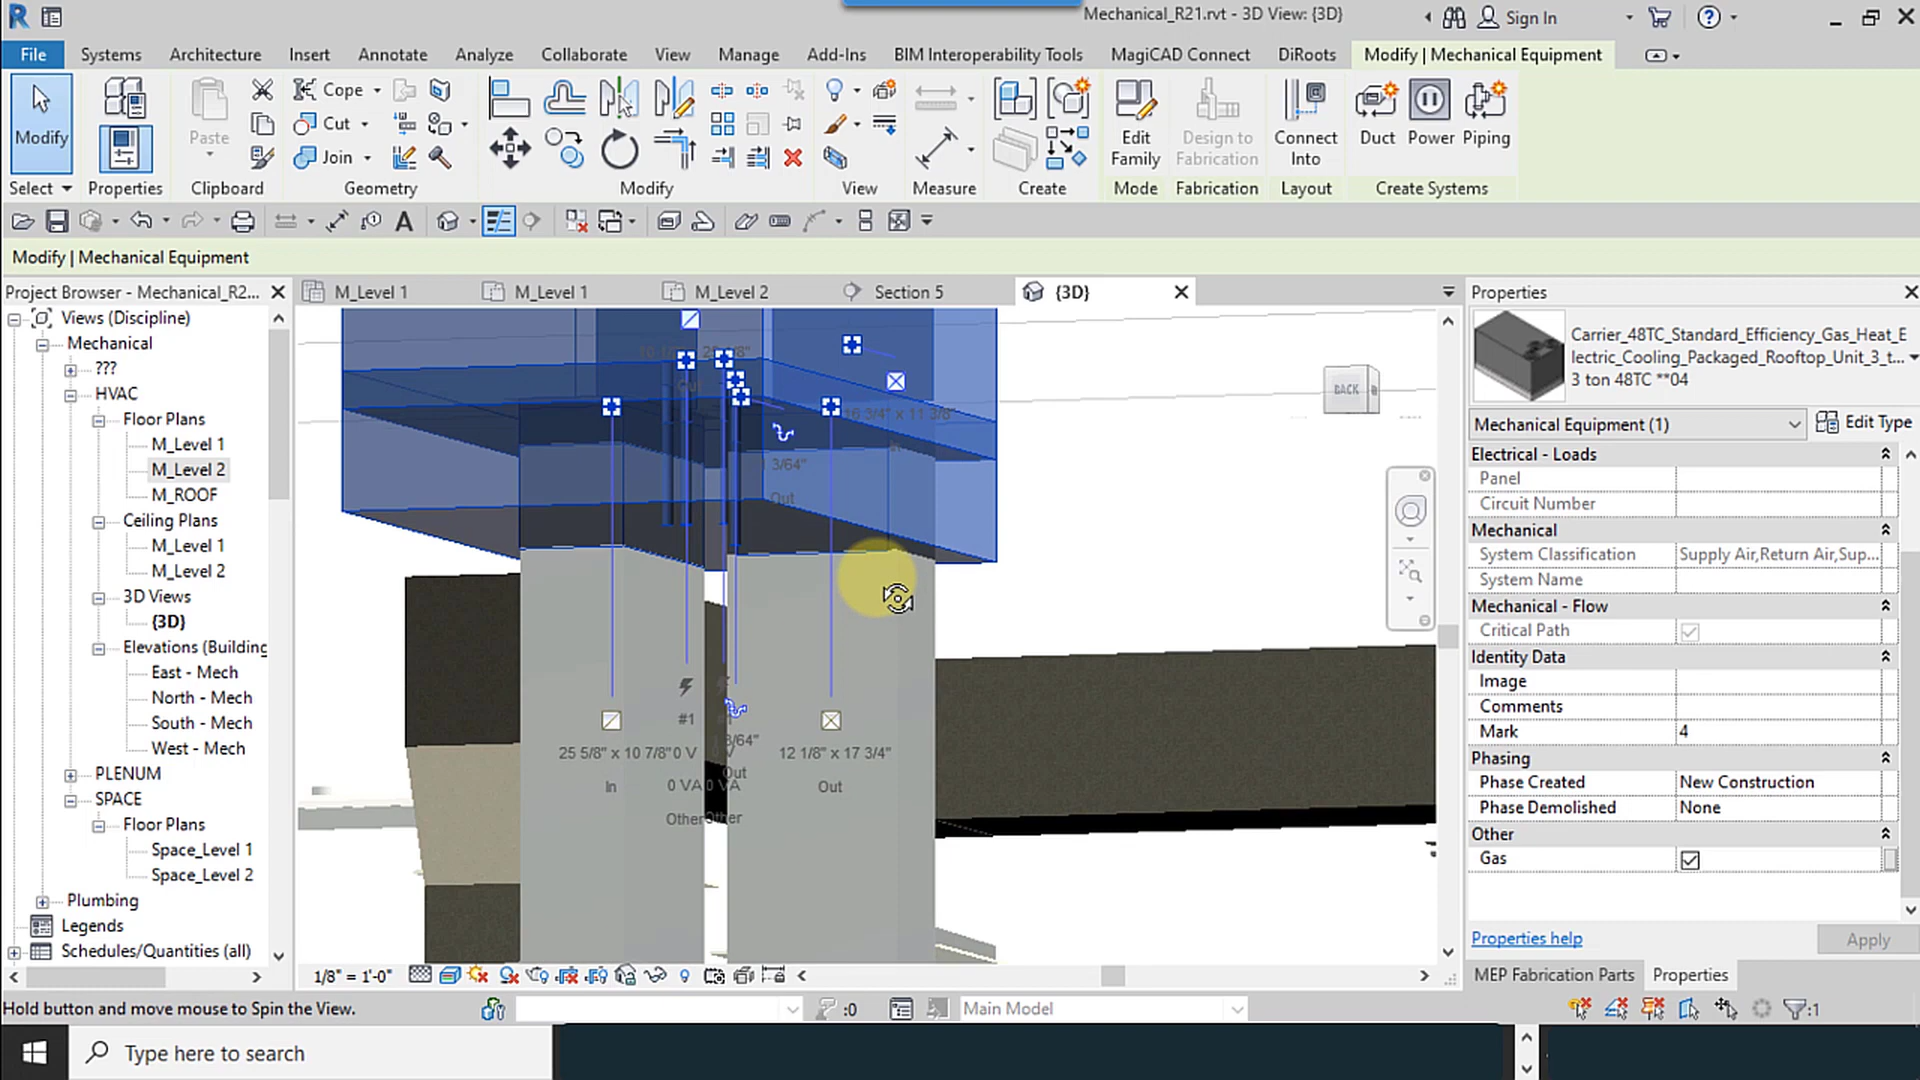 Mechanical_R21.rvt - 3D View: {3D}
Sign In
File
Systems
Architecture
Insert
Annotate
Analyze
Collaborate
View
Manage
Add-Ins
BIM Interoperability Tools
MagiCAD Connect
DiRoots
Modify | Mechanical Equipment
Modify
Paste
Cope
Cut
Join
Edit Family
Design to Fabrication
Connect Into
Duct
Power
Piping
Select
Properties
Clipboard
Geometry
Modify
View
Measure
Create
Mode
Fabrication
Layout
Create Systems
Modify | Mechanical Equipment
Project Browser - Mechanical_R2...
M_Level 1
M_Level 1
M_Level 2
Section 5
{3D}
Properties
Views (Discipline)
Mechanical
???
HVAC
Floor Plans
M_Level 1
M_Level 2
M_ROOF
Ceiling Plans
M_Level 1
M_Level 2
3D Views
{3D}
Elevations (Building
East - Mech
North - Mech
South - Mech
West - Mech
PLENUM
SPACE
Floor Plans
Space_Level 1
Space_Level 2
Plumbing
Legends
Schedules/Quantities (all)
BACK
16 3/4" x 11 3/8"
3/64"
Out
#1
25 5/8" x 10 7/8"
0 V
In
0 VA
0 VA
Other
Other
Out
12 1/8" x 17 3/4"
Out
Carrier_48TC_Standard_Efficiency_Gas_Heat_E
lectric_Cooling_Packaged_Rooftop_Unit_3_t...
3 ton 48TC **04
Mechanical Equipment (1)
Edit Type
Electrical - Loads
Panel
Circuit Number
Mechanical
System Classification
Supply Air,Return Air,Sup...
System Name
Mechanical - Flow
Critical Path
Identity Data
Image
Comments
Mark
4
Phasing
Phase Created
New Construction
Phase Demolished
None
Other
Gas
Properties help
Apply
MEP Fabrication Parts
Properties
1/8" = 1'-0"
Hold button and move mouse to Spin the View.
:0
Main Model
:1
Type here to search